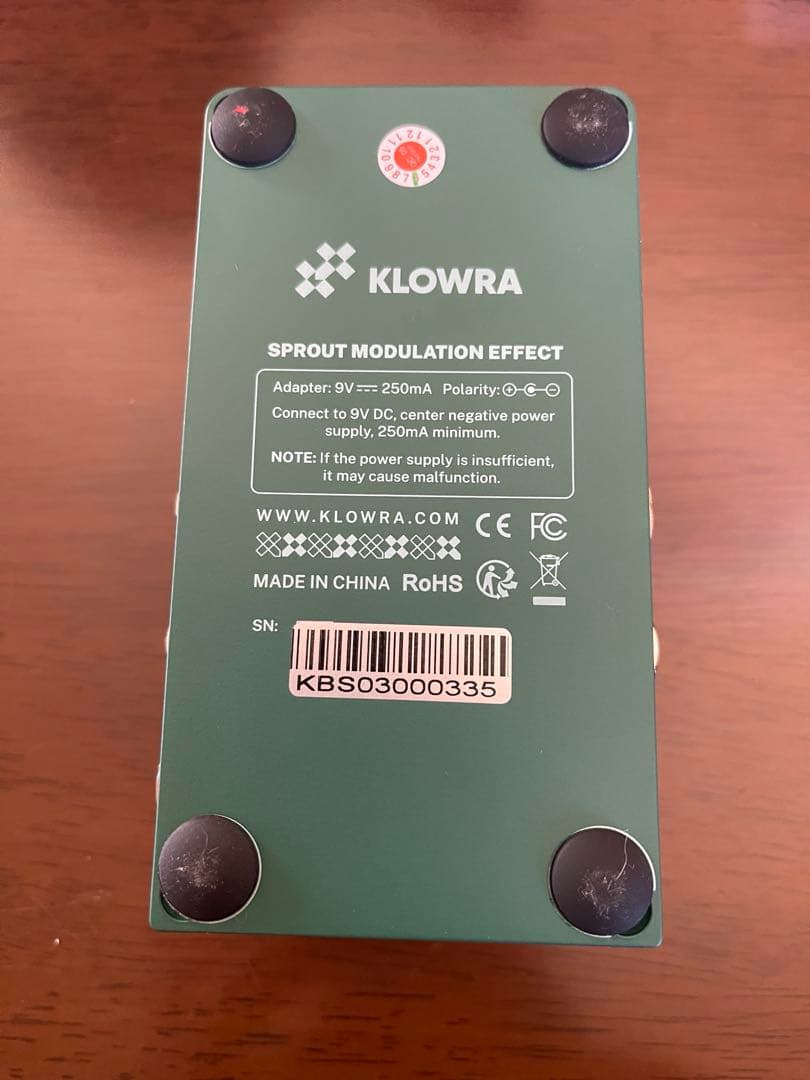 KLOWRA
SPROUT MODULATION EFFECT
Adapter: 9V⎓250mA Polarity:
Connect to 9V DC, center negative power
supply, 250mA minimum.
NOTE: If the power supply is insufficient,
it may cause malfunction.
WWW.KLOWRA.COM CE FC
MADE IN CHINA RoHS
SN:
KBS03000335